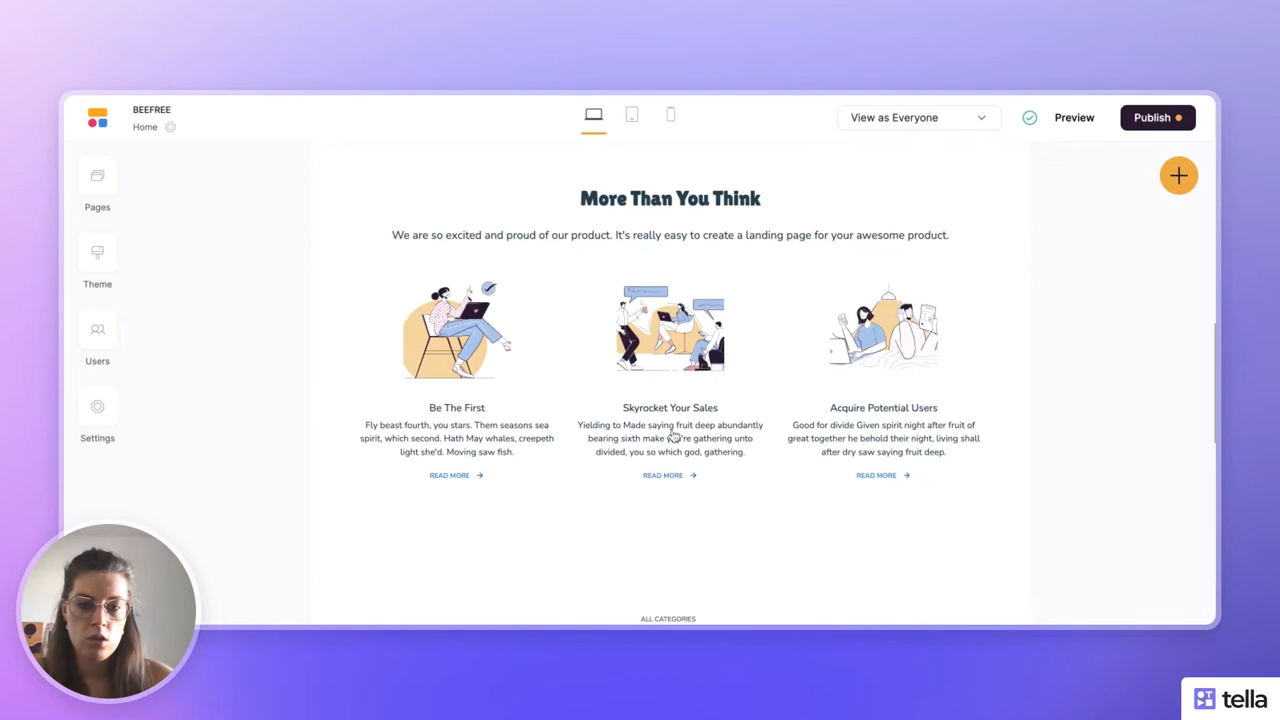 BEEFREE
Home
View as Everyone
Preview
Publish
Pages
Theme
Users
Settings
More Than You Think
We are so excited and proud of our product. It's really easy to create a landing page for your awesome product.
Be The First
Fly beast fourth, you stars. Them seasons sea
spirit, which second. Hath May whales, creepeth
light she'd. Moving saw fish.
READ MORE
Skyrocket Your Sales
Yielding to Made saying fruit deep abundantly
bearing sixth make you're gathering unto
divided, you so which god, gathering.
READ MORE
Acquire Potential Users
Good for divide Given spirit night after fruit of
great together he behold their night, living shall
after dry saw saying fruit deep.
READ MORE
ALL CATEGORIES
tella